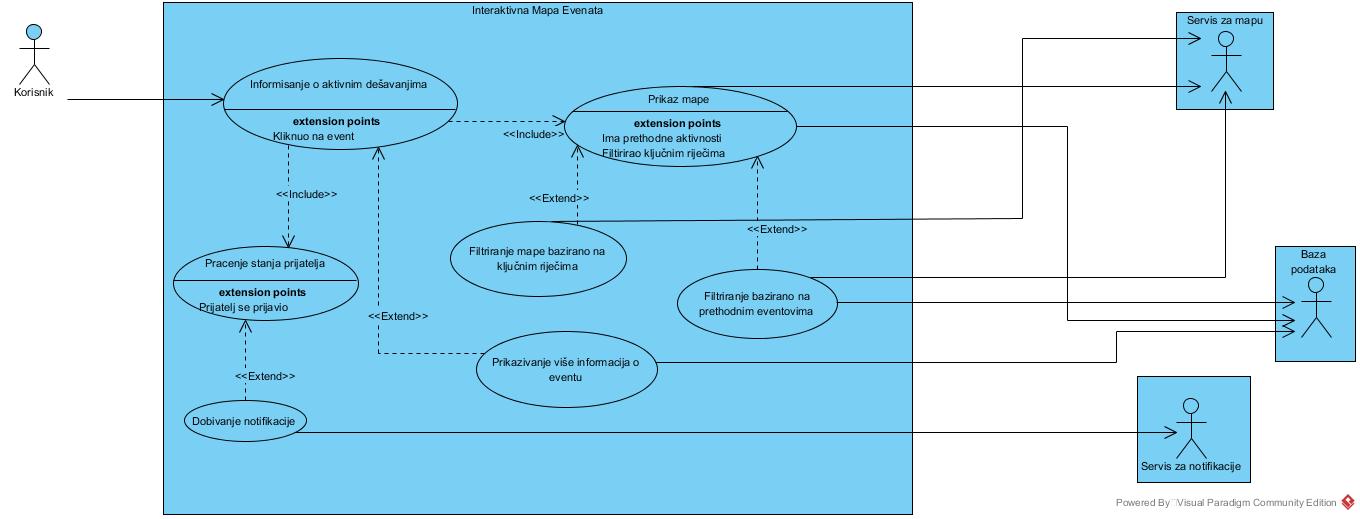 Interaktivna Mapa Evenata
Korisnik
Informisanje o aktivnim dešavanjima
extension points
Kliknuo na event
<<Include>>
Prikaz mape
extension points
Ima prethodne aktivnosti
Filtirirao ključnim riječima
Servis za mapu
<<Include>>
<<Extend>>
<<Extend>>
Pracenje stanja prijatelja
extension points
Prijatelj se prijavio
Filtriranje mape bazirano na
ključnim riječima
Filtriranje bazirano na
prethodnim eventovima
Baza
podataka
<<Extend>>
Prikazivanje više informacija o
eventu
<<Extend>>
Dobivanje notifikacije
Servis za notifikacije
Powered By Visual Paradigm Community Edition